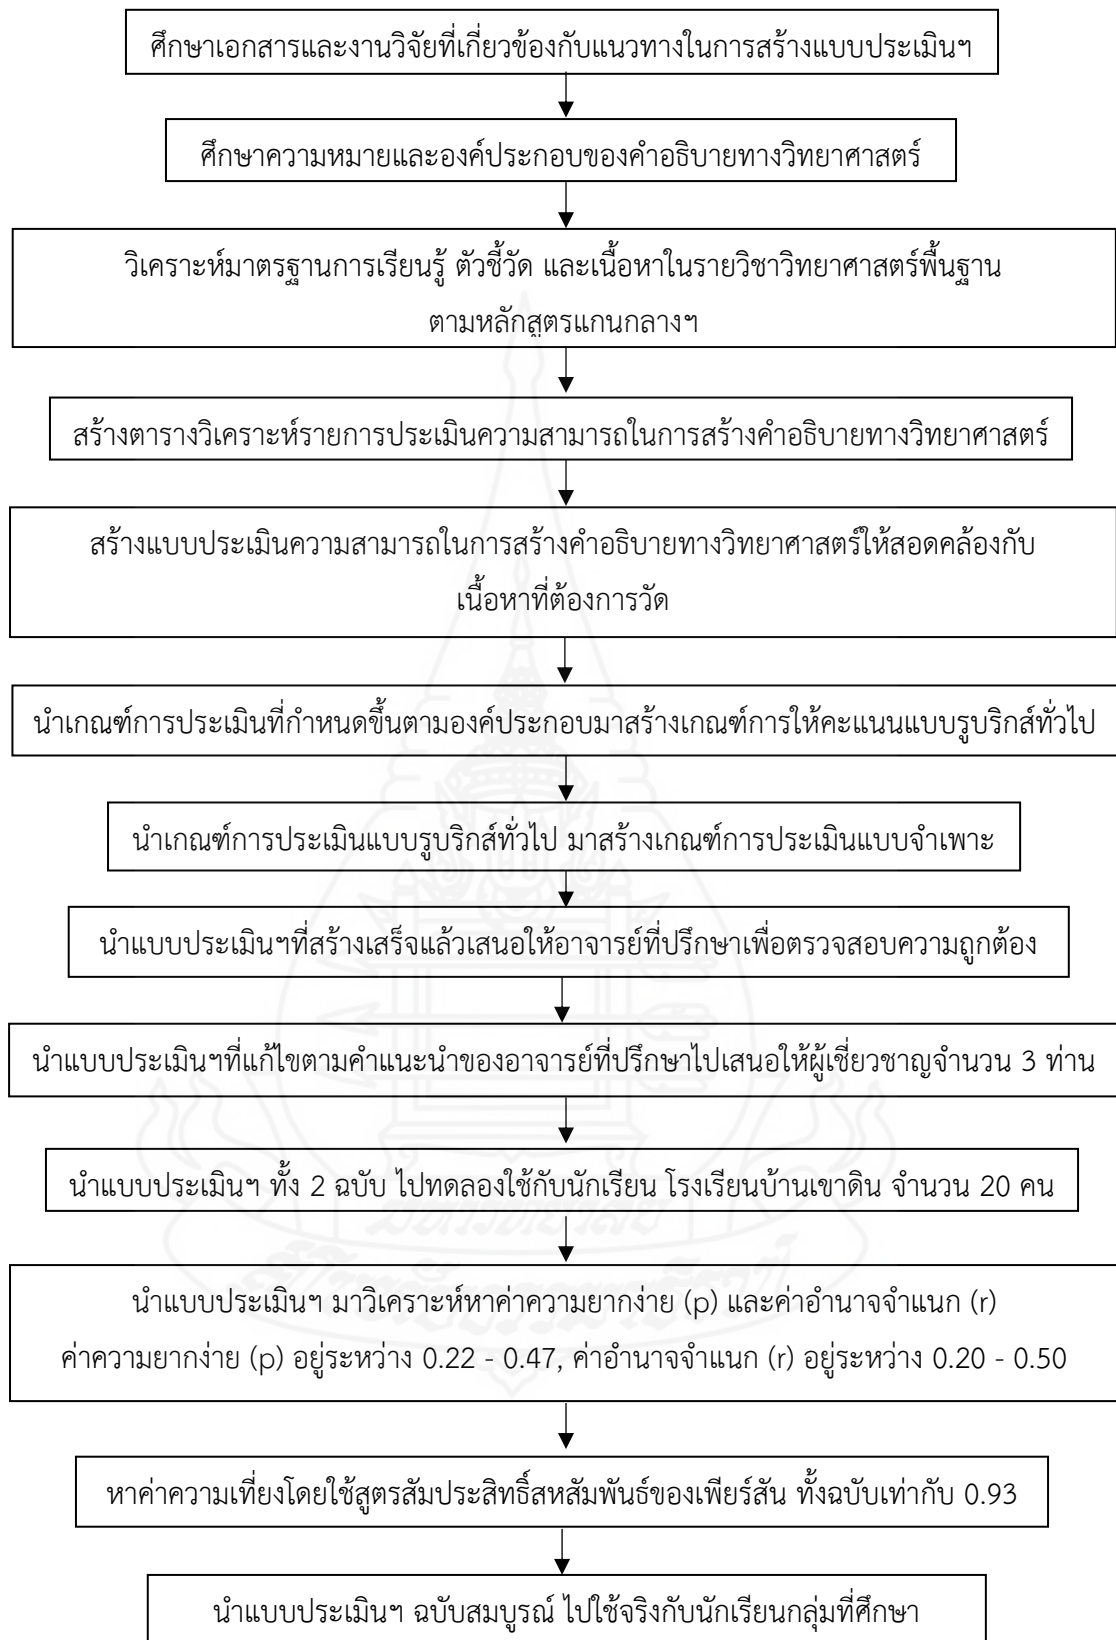 ศึกษาเอกสารและงานวิจัยที่เกี่ยวข้องกับแนวทางในการสร้างแบบประเมินฯ
ศึกษาความหมายและองค์ประกอบของคำอธิบายทางวิทยาศาสตร์
วิเคราะห์มาตรฐานการเรียนรู้ ตัวชี้วัด และเนื้อหาในรายวิชาวิทยาศาสตร์พื้นฐาน
ตามหลักสูตรแกนกลางฯ
สร้างตารางวิเคราะห์รายการประเมินความสามารถในการสร้างคำอธิบายทางวิทยาศาสตร์
สร้างแบบประเมินความสามารถในการสร้างคำอธิบายทางวิทยาศาสตร์ให้สอดคล้องกับ
เนื้อหาที่ต้องการวัด
นำเกณฑ์การประเมินที่กำหนดขึ้นตามองค์ประกอบมาสร้างเกณฑ์การให้คะแนนแบบรูบริกส์ทั่วไป
นำเกณฑ์การประเมินแบบรูบริกส์ทั่วไป มาสร้างเกณฑ์การประเมินแบบจำเพาะ
นำแบบประเมินฯที่สร้างเสร็จแล้วเสนอให้อาจารย์ที่ปรึกษาเพื่อตรวจสอบความถูกต้อง
นำแบบประเมินฯที่แก้ไขตามคำแนะนำของอาจารย์ที่ปรึกษาไปเสนอให้ผู้เชี่ยวชาญจำนวน 3 ท่าน
นำแบบประเมินฯ ทั้ง 2 ฉบับ ไปทดลองใช้กับนักเรียน โรงเรียนบ้านเขาดิน จำนวน 20 คน
มหาวิทยาลัย
สุโขทัยธรรมาธิราช
นำแบบประเมินฯ มาวิเคราะห์หาค่าความยากง่าย (p) และค่าอำนาจจำแนก (r)
ค่าความยากง่าย (p) อยู่ระหว่าง 0.22 - 0.47, ค่าอำนาจจำแนก (r) อยู่ระหว่าง 0.20 - 0.50
หาค่าความเที่ยงโดยใช้สูตรสัมประสิทธิ์สหสัมพันธ์ของเพียร์สัน ทั้งฉบับเท่ากับ 0.93
นำแบบประเมินฯ ฉบับสมบูรณ์ ไปใช้จริงกับนักเรียนกลุ่มที่ศึกษา